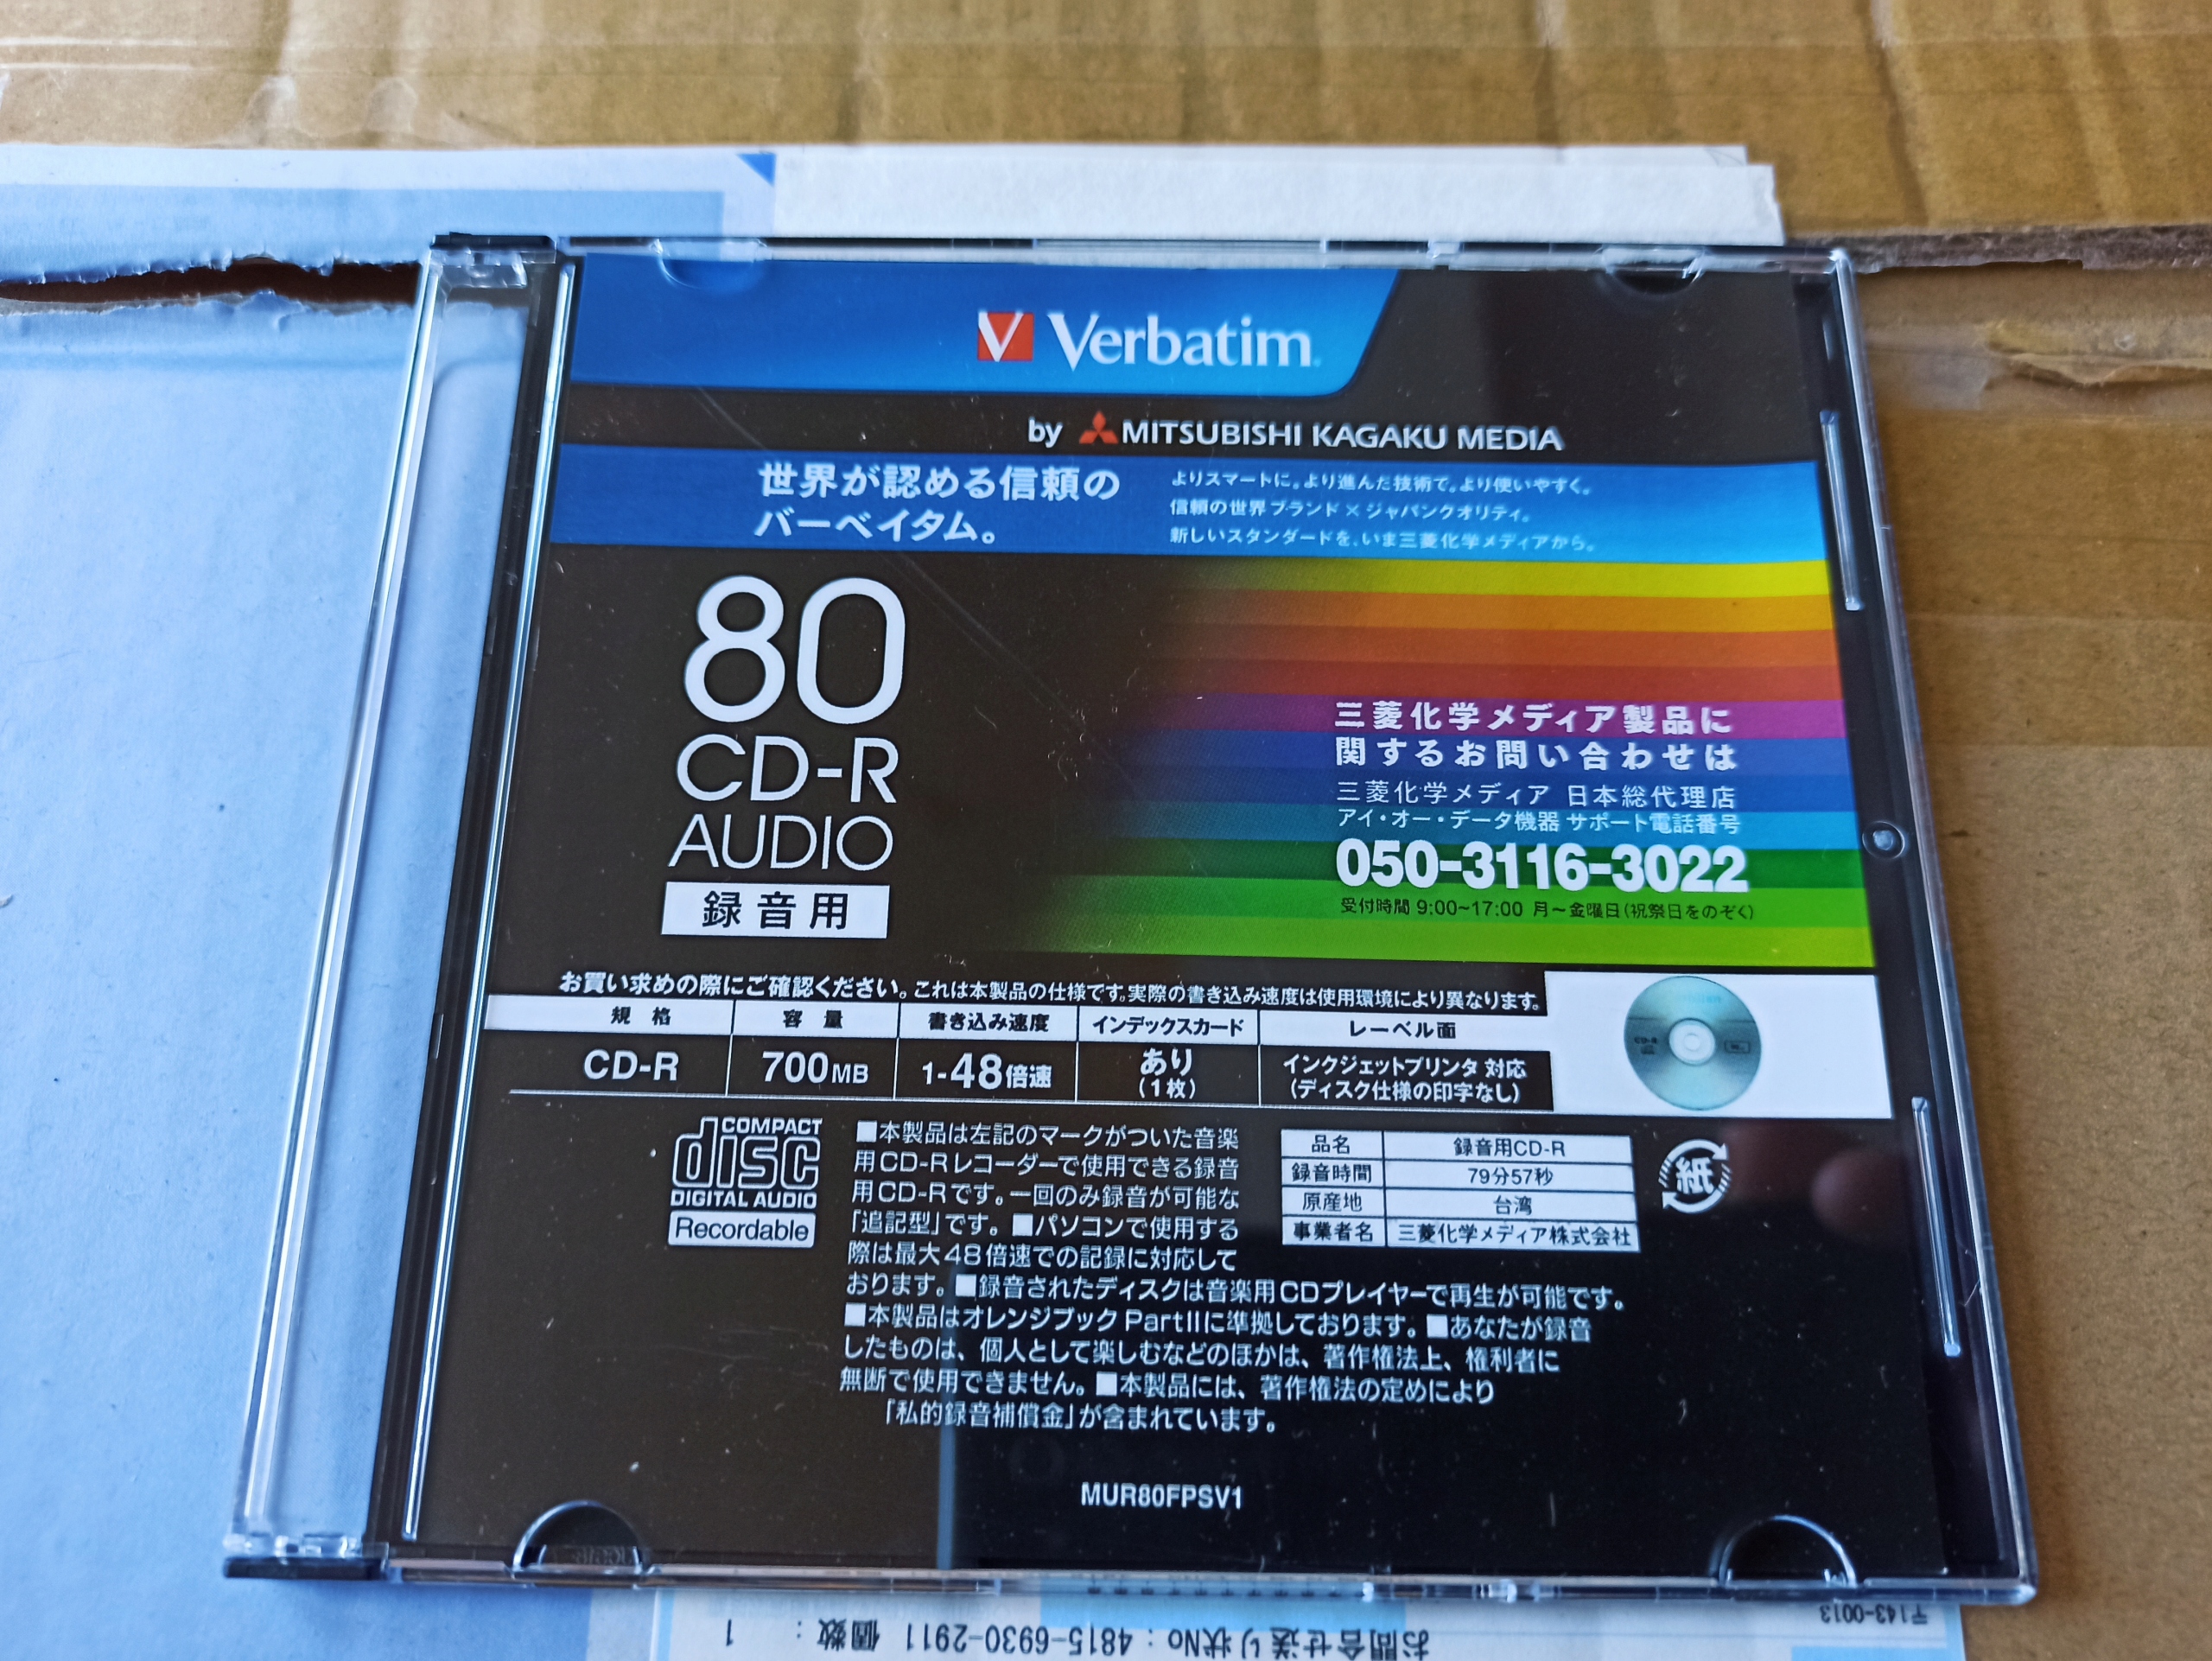 Verbatim
by MITSUBISHI KAGAKU MEDIA
世界が認める信頼の
バーベイタム。
よりスマートに。より進んだ技術で。より使いやすく。
信頼の世界ブランド×ジャパンクオリティ。
新しいスタンダードを、いま三菱化学メディアから。
80
CD-R
AUDIO
録音用
三菱化学メディア製品に
関するお問い合わせは
三菱化学メディア 日本総代理店
アイ・オー・データ機器 サポート電話番号
050-3116-3022
受付時間 9:00~17:00 月~金曜日(祝祭日をのぞく)
お買い求めの際にご確認ください。これは本製品の仕様です。実際の書き込み速度は使用環境により異なります。
規格 容量 書き込み速度 インデックスカード レーベル面
CD-R 700MB 1-48倍速 あり(1枚) インクジェットプリンタ 対応
(ディスク仕様の印字なし)
COMPACT
disc
DIGITAL AUDIO
Recordable
■本製品は左記のマークがついた音楽
用CD-Rレコーダーで使用できる録音
用CD-Rです。一回のみ録音が可能な
「追記型」です。■パソコンで使用する
際は最大48倍速での記録に対応して
おります。■録音されたディスクは音楽用CDプレイヤーで再生が可能です。
■本製品はオレンジブックPartIIに準拠しております。■あなたが録音
したものは、個人として楽しむなどのほかは、著作権法上、権利者に
無断で使用できません。■本製品には、著作権法の定めにより
「私的録音補償金」が含まれています。
品名 録音用CD-R
録音時間 79分57秒
原産地 台湾
事業者名 三菱化学メディア株式会社
紙
MUR80FPSV1
〒143-0013
お問合せ送り状No:4815-6930-2911 個数: 1